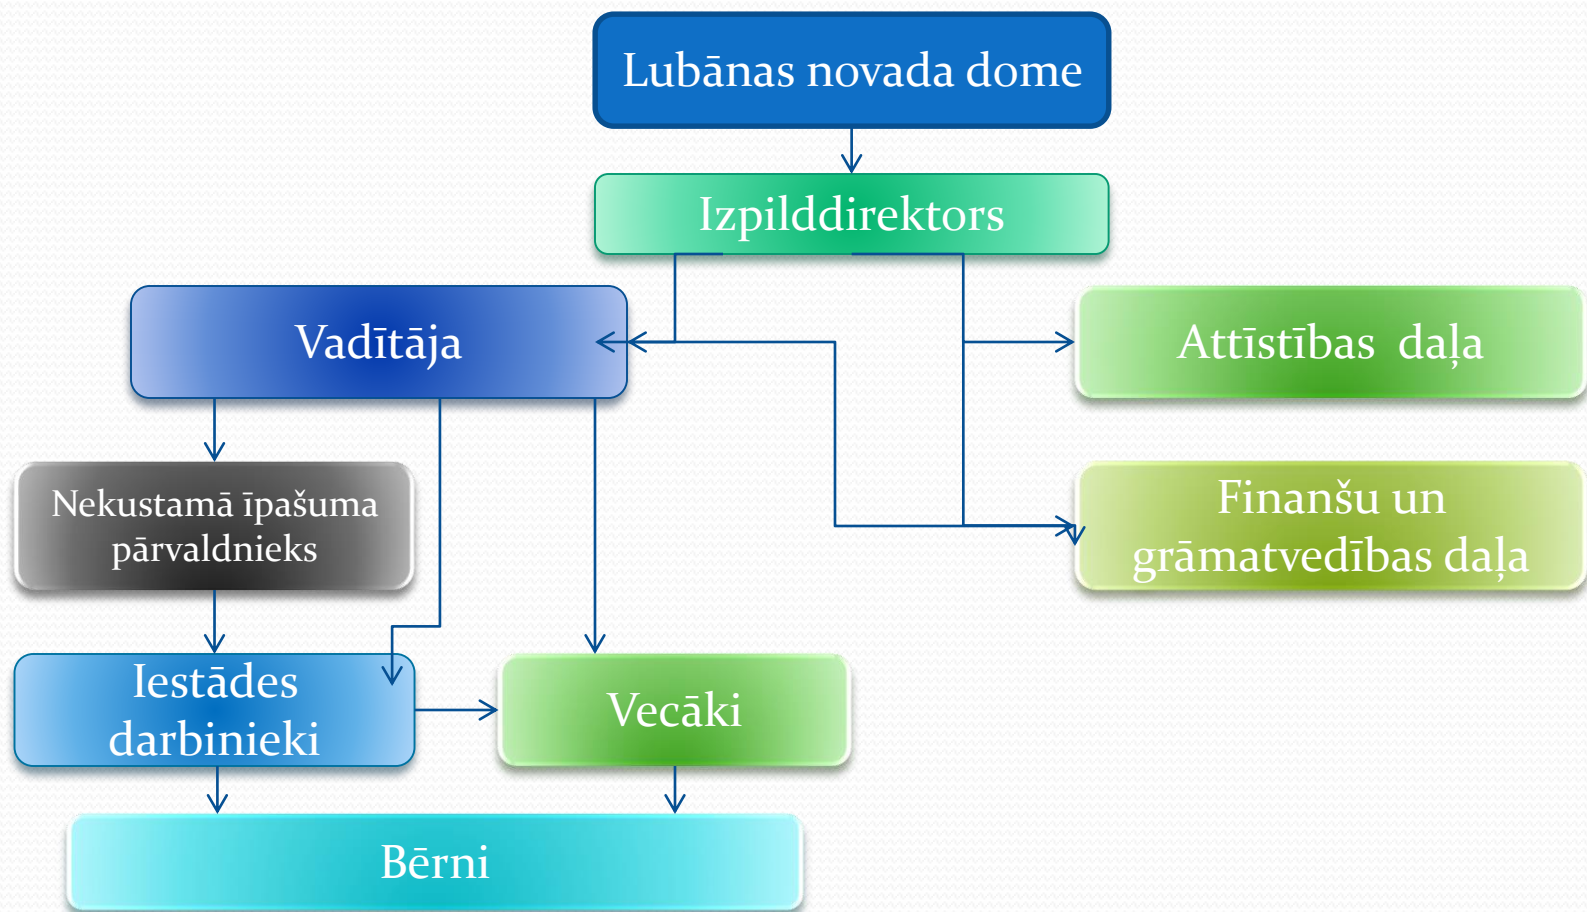 Lubānas novada dome
Izpilddirektors
Vadītāja
Attīstības daļa
Nekustamā īpašuma
pārvaldnieks
Finanšu un
grāmatvedības daļa
Iestādes
darbinieki
Vecāki
Bērni